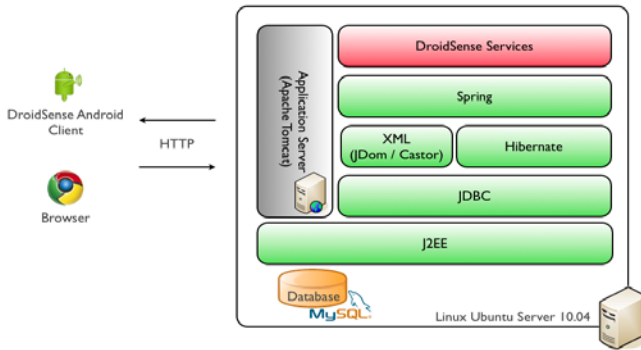 DroidSense Android
Client
HTTP
Browser
Application Server
(Apache Tomcat)
DroidSense Services
Spring
XML
(JDom / Castor)
Hibernate
JDBC
J2EE
Database
MySQL
Linux Ubuntu Server 10.04